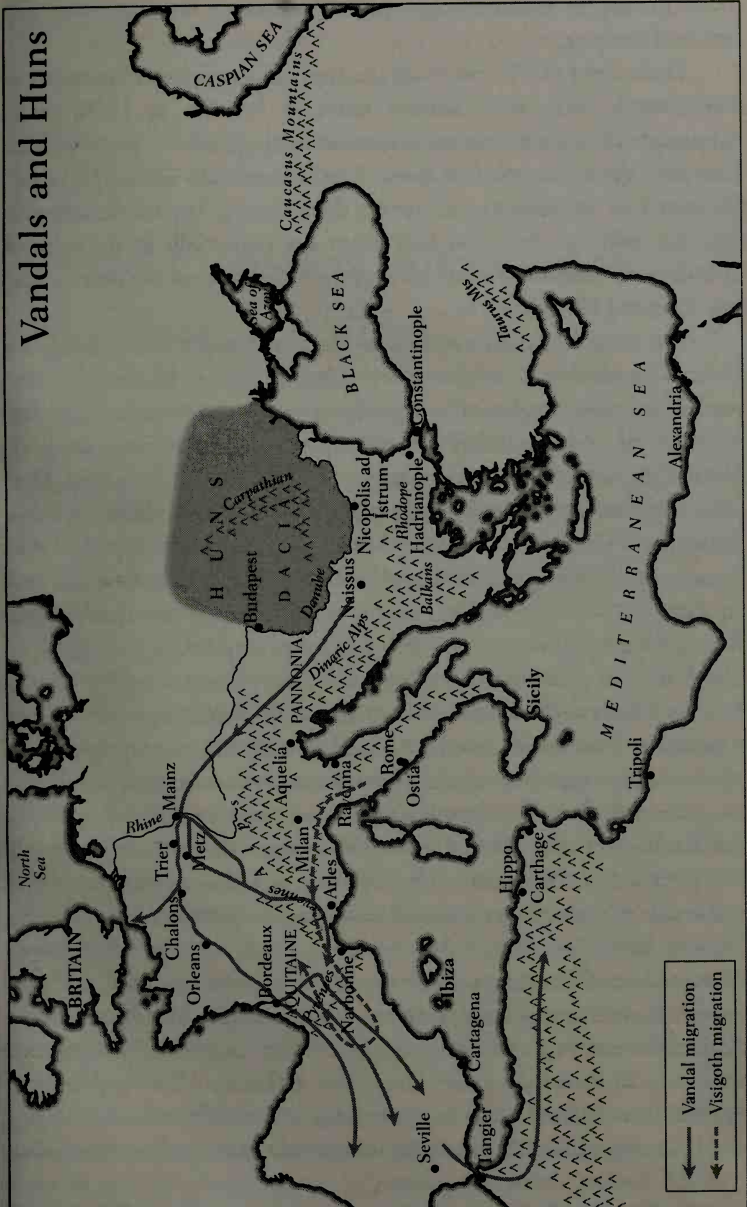 Vandals and Huns
CASPIAN SEA
Caucasus Mountains
Sea of
Azov
BLACK SEA
Taurus Mts
Constantinople
Alexandria
MEDITERRANEAN SEA
HUNS
Carpathian
DACIA
Budapest
Danube
Nicopolis ad
Istrum
Rhodope
Hadrianople
Naissus
Balkans
Dinaric Alps
PANNONIA
Aquelia
Alps
Milan
Ravenna
Rome
Ostia
Sicily
Tripoli
North
Sea
BRITAIN
Rhine
Mainz
Trier
Metz
Chalons
Orleans
Cevennes
Arles
Bordeaux
AQUITAINE
Narbonne
Ibiza
Cartagena
Seville
Tangier
Hippo
Carthage
Vandal migration
Visigoth migration